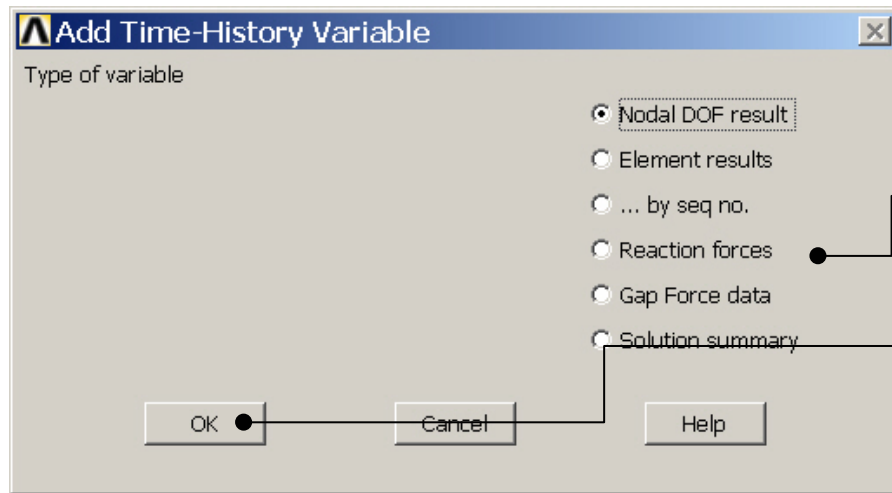 Add Time-History Variable
Type of variable
Nodal DOF result
Element results
... by seq no.
Reaction forces
Gap Force data
Solution summary
OK Cancel Help